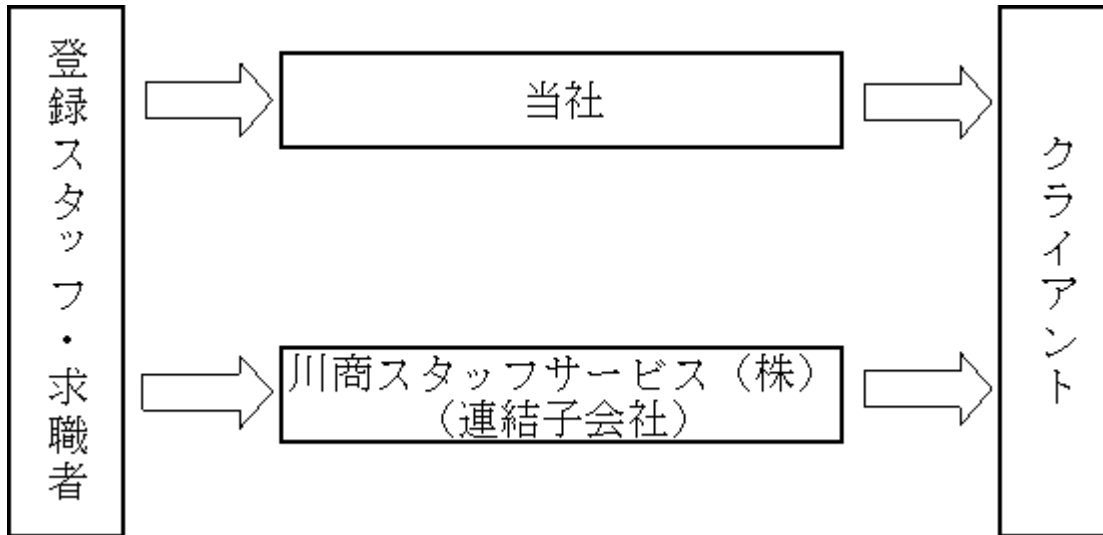 登録スタッフ・求職者
当社
川商スタッフサービス（株）
（連結子会社）
クライアント